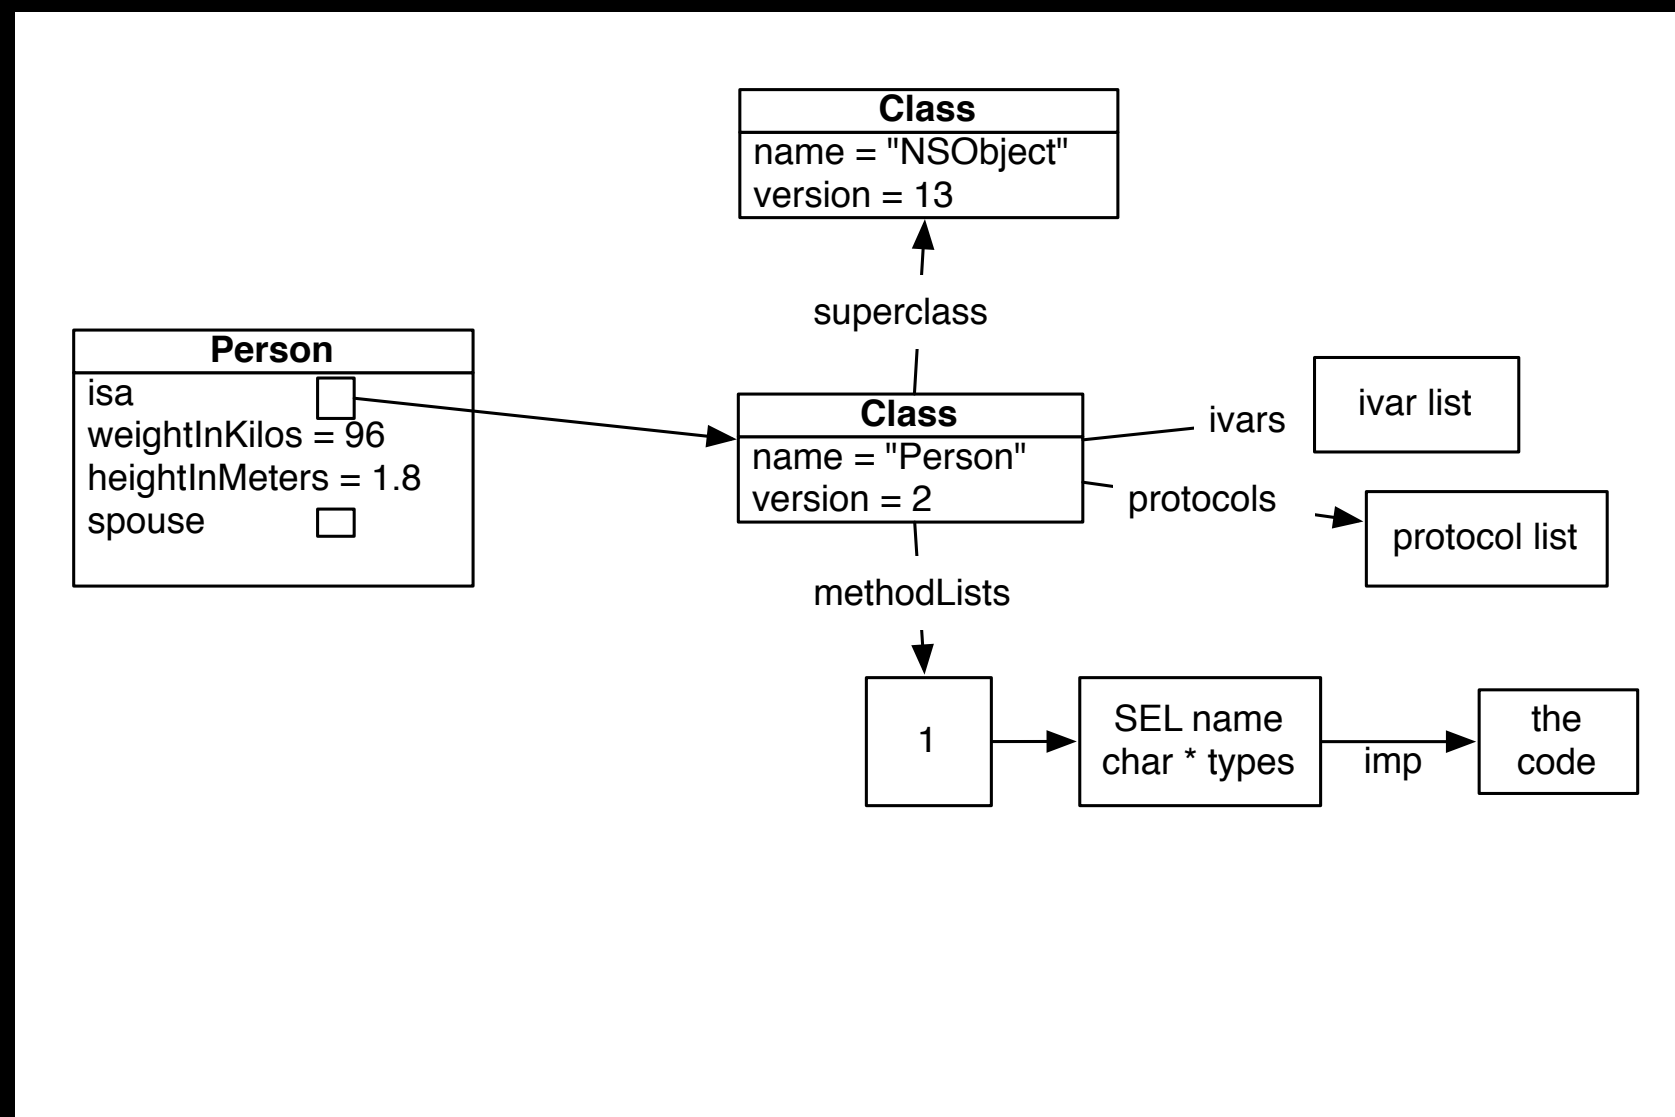 Class
name = "NSObject"
version = 13
superclass
Person
isa
weightInKilos = 96
heightInMeters = 1.8
spouse
Class
name = "Person"
version = 2
ivars
ivar list
protocols
protocol list
methodLists
1
SEL name
char * types
imp
the
code